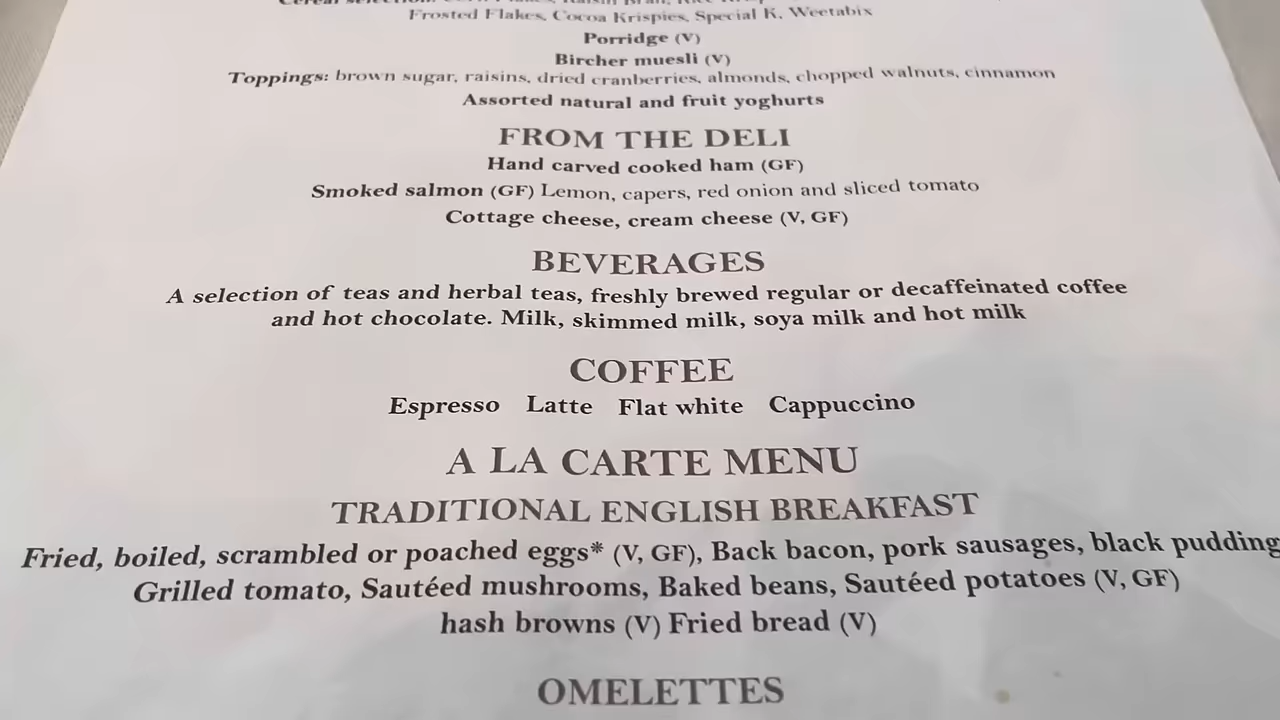 Frosted Flakes, Cocoa Krispies, Special K, Weetabix
Porridge (V)
Bircher muesli (V)
Toppings: brown sugar, raisins, dried cranberries, almonds, chopped walnuts, cinnamon
Assorted natural and fruit yoghurts
FROM THE DELI
Hand carved cooked ham (GF)
Smoked salmon (GF) Lemon, capers, red onion and sliced tomato
Cottage cheese, cream cheese (V, GF)
BEVERAGES
A selection of teas and herbal teas, freshly brewed regular or decaffeinated coffee
and hot chocolate. Milk, skimmed milk, soya milk and hot milk
COFFEE
Espresso Latte Flat white Cappuccino
A LA CARTE MENU
TRADITIONAL ENGLISH BREAKFAST
Fried, boiled, scrambled or poached eggs* (V, GF), Back bacon, pork sausages, black pudding
Grilled tomato, Sautéed mushrooms, Baked beans, Sautéed potatoes (V, GF)
hash browns (V) Fried bread (V)
OMELETTES